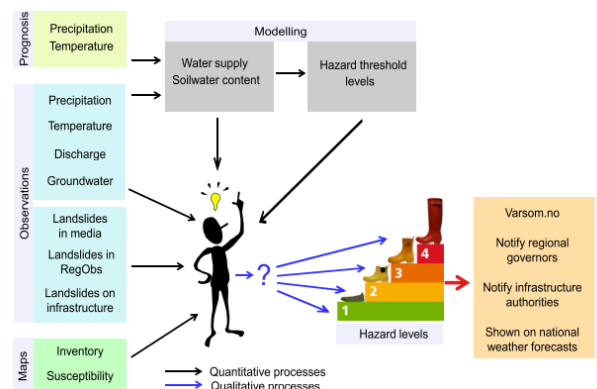 Prognosis
Precipitation
Temperature
Modelling
Water supply
Soilwater content
Hazard threshold
levels
Observations
Precipitation
Temperature
Discharge
Groundwater
Landslides
in media
Landslides in
RegObs
Landslides on
infrastructure
Maps
Inventory
Susceptibility
?
1
2
3
4
Hazard levels
Varsom.no
Notify regional
governors
Notify infrastructure
authorities
Shown on national
weather forecasts
Quantitative processes
Qualitative processes